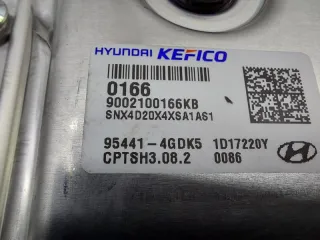 HYUNDAI KEFICO
0166
9002100166KB
SNX4D20X4XSA1AS1
95441-4GDK5 1D17220Y
CPTSH3.08.2 0086